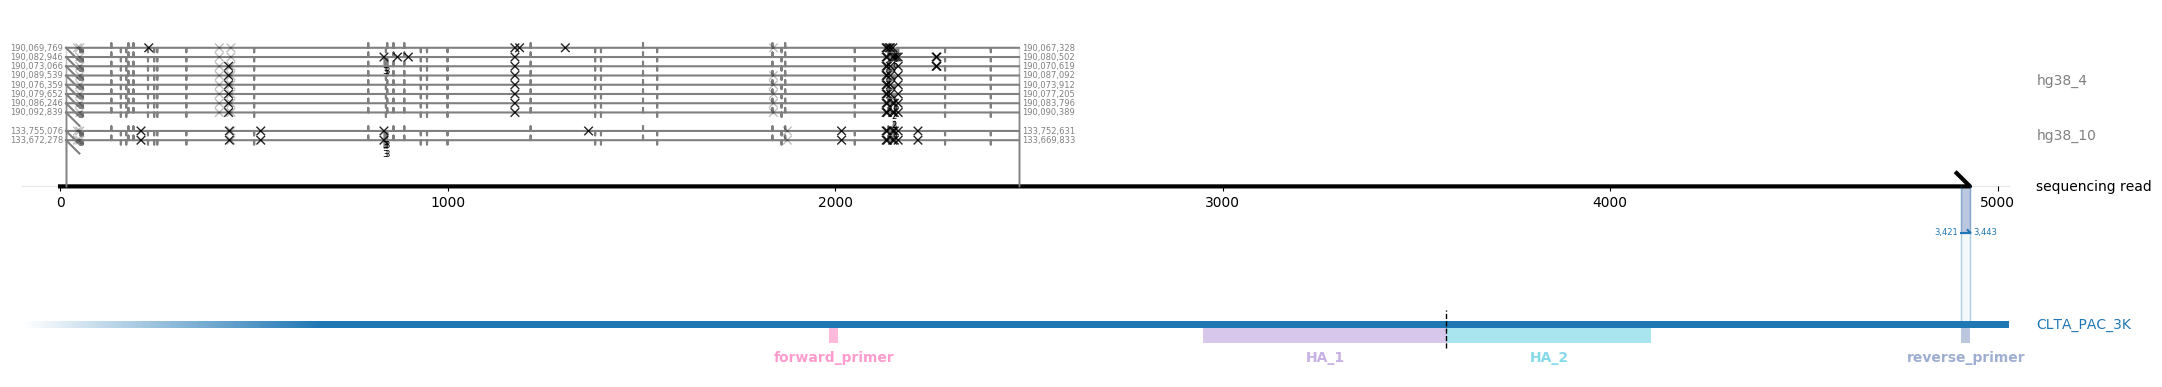 190,069,769 190,067,328
190,082,946 190,080,502
190,073,066 190,070,619
190,089,539 190,087,092
190,076,359 190,073,912
hg38_4
190,079,652 190,077,205
190,086,246 190,083,796
190,092,839 190,090,389
133,755,076 133,752,631
hg38_10
133,672,278 133,669,833
sequencing read
0 1000 2000 3000 4000 5000
3,421 3,443
CLTA_PAC_3K
forward_primer HA_1 HA_2 reverse_primer